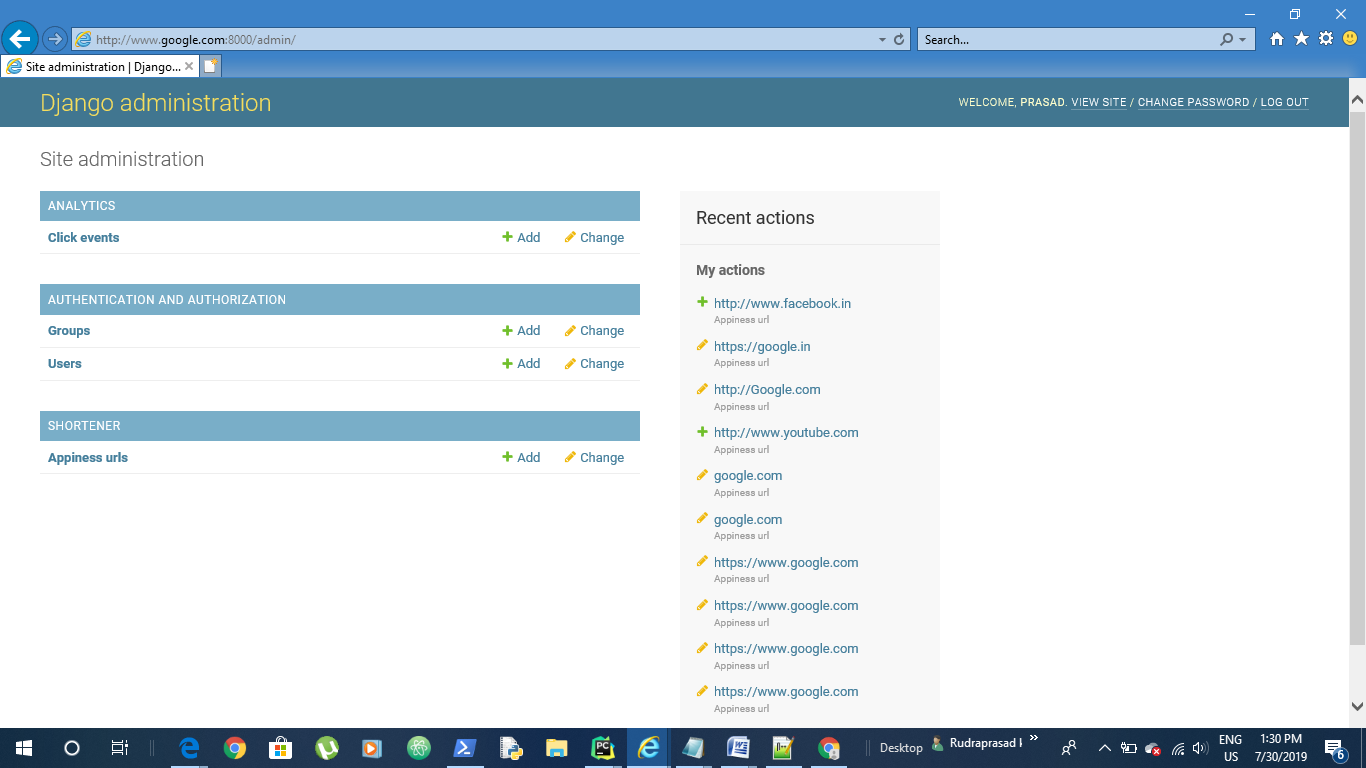 http://www.google.com:8000/admin/
Search...
Site administration | Django...
Django administration
WELCOME, PRASAD. VIEW SITE / CHANGE PASSWORD / LOG OUT
Site administration
ANALYTICS
Click events Add Change
AUTHENTICATION AND AUTHORIZATION
Groups Add Change
Users Add Change
SHORTENER
Appiness urls Add Change
Recent actions
My actions
http://www.facebook.in
Appiness url
https://google.in
Appiness url
http://Google.com
Appiness url
http://www.youtube.com
Appiness url
google.com
Appiness url
google.com
Appiness url
https://www.google.com
Appiness url
https://www.google.com
Appiness url
https://www.google.com
Appiness url
https://www.google.com
Appiness url
PC
Desktop
Rudraprasad
ENG
US
1:30 PM
7/30/2019
6